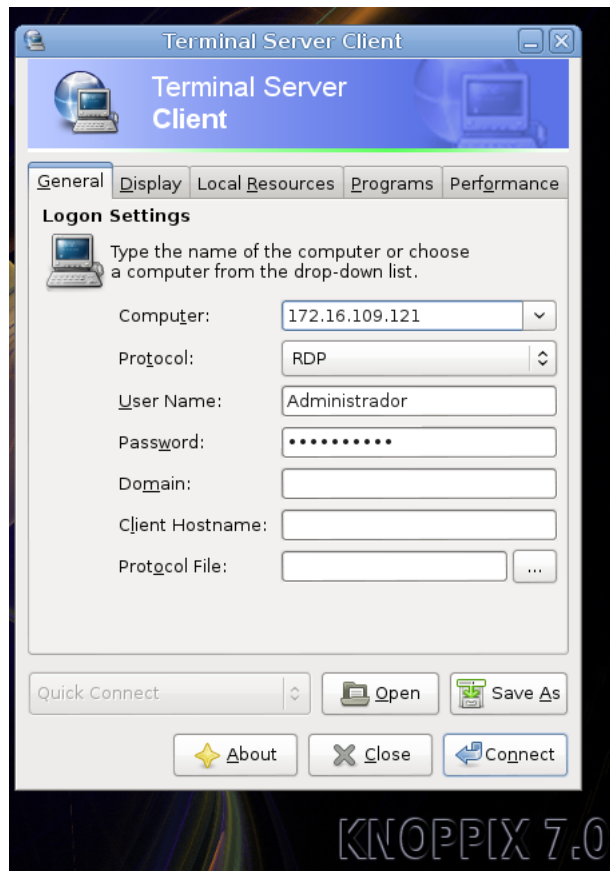 Terminal Server Client
Terminal Server
Client
General Display Local Resources Programs Performance
Logon Settings
Type the name of the computer or choose
a computer from the drop-down list.
Computer: 172.16.109.121
Protocol: RDP
User Name: Administrador
Password: ••••••••••
Domain:
Client Hostname:
Protocol File: ...
Quick Connect Open Save As
About Close Connect
KNOPPIX 7.0